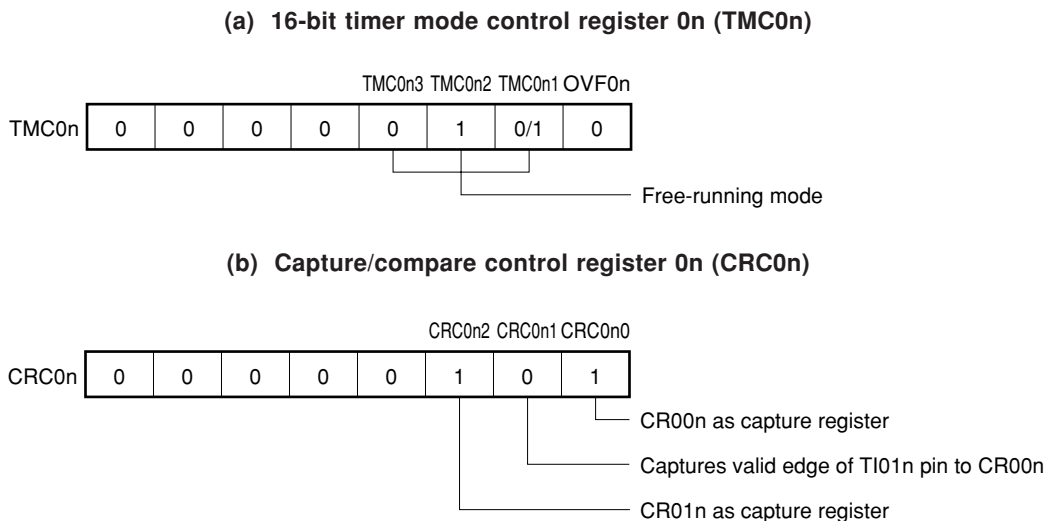 (a) 16-bit timer mode control register 0n (TMC0n)
TMC0n3 TMC0n2 TMC0n1 OVF0n
TMC0n 0 0 0 0 0 1 0/1 0
Free-running mode
(b) Capture/compare control register 0n (CRC0n)
CRC0n2 CRC0n1 CRC0n0
CRC0n 0 0 0 0 0 1 0 1
CR00n as capture register
Captures valid edge of TI01n pin to CR00n
CR01n as capture register